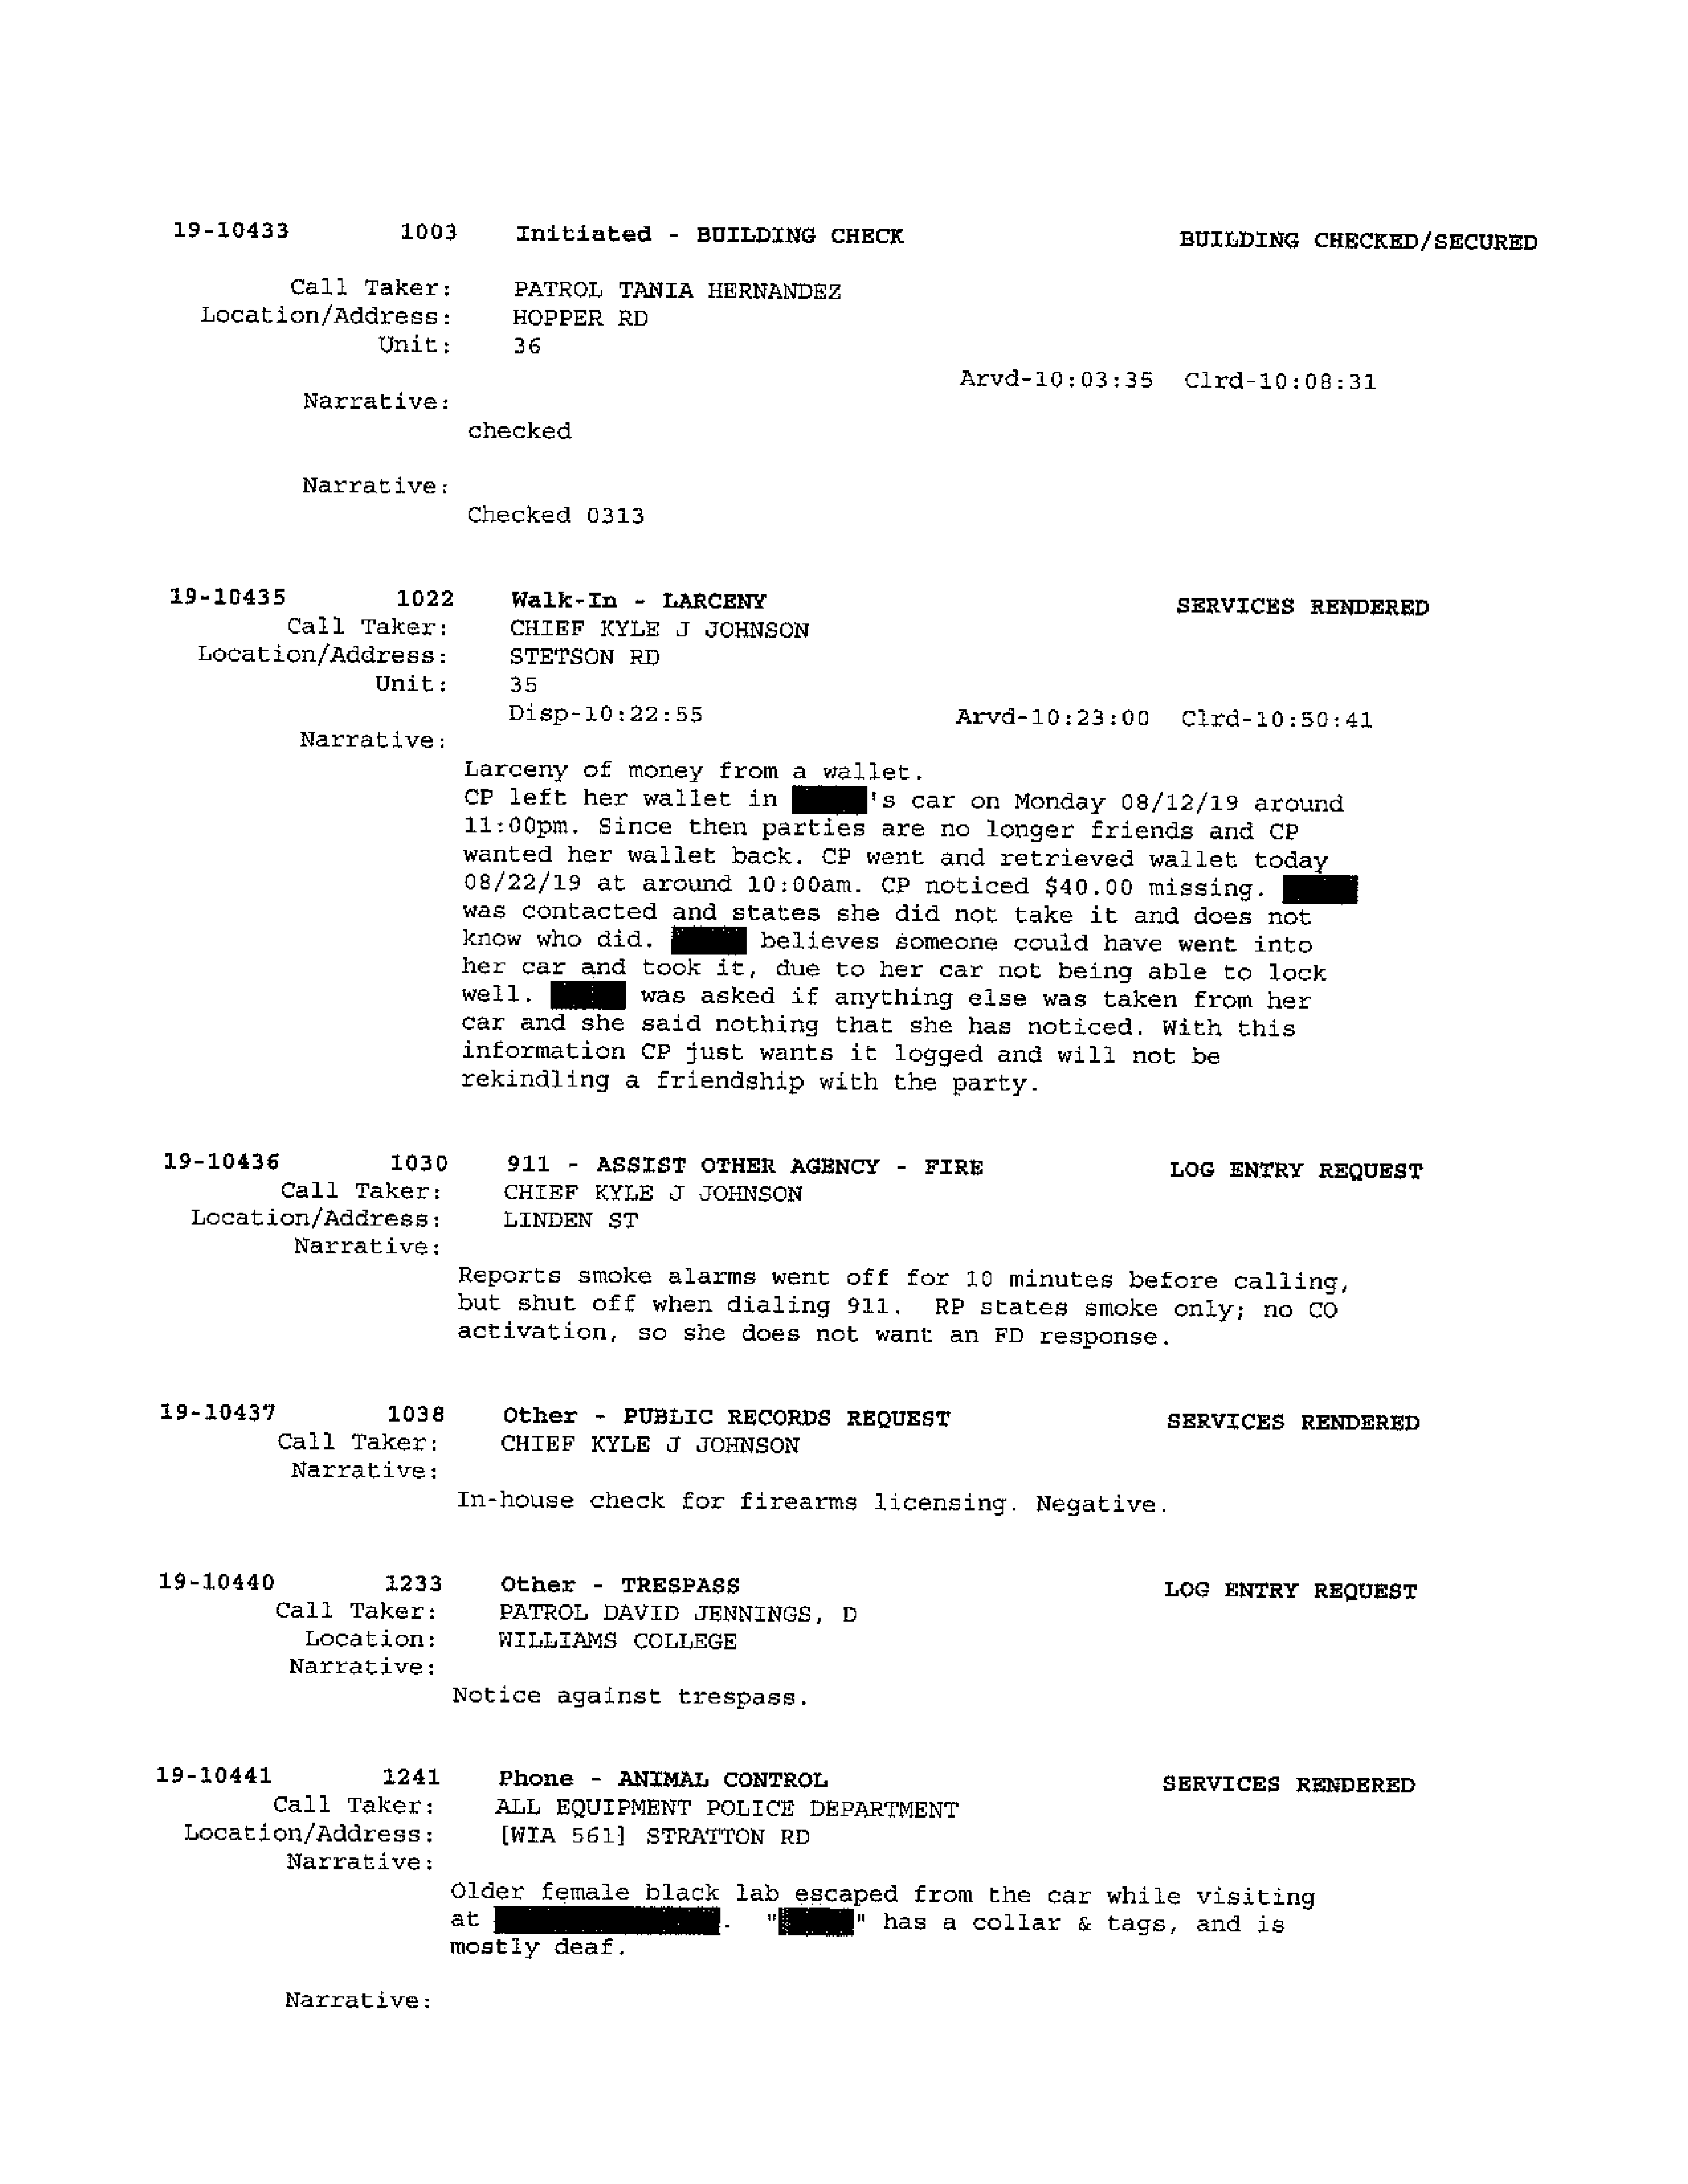 19-10433 1003 Initiated - BUILDING CHECK BUILDING CHECKED/SECURED
Call Taker: PATROL TANIA HERNANDEZ
Location/Address: HOPPER RD
Unit: 36
Arvd-10:03:35 Clrd-10:08:31
Narrative:
checked
Narrative:
Checked 0313
19-10435 1022 Walk-In - LARCENY SERVICES RENDERED
Call Taker: CHIEF KYLE J JOHNSON
Location/Address: STETSON RD
Unit: 35
Disp-10:22:55 Arvd-10:23:00 Clrd-10:50:41
Narrative:
Larceny of money from a wallet.
CP left her wallet in 's car on Monday 08/12/19 around
11:00pm. Since then parties are no longer friends and CP
wanted her wallet back. CP went and retrieved wallet today
08/22/19 at around 10:00am. CP noticed $40.00 missing.
was contacted and states she did not take it and does not
know who did. believes someone could have went into
her car and took it, due to her car not being able to lock
well. was asked if anything else was taken from her
car and she said nothing that she has noticed. With this
information CP just wants it logged and will not be
rekindling a friendship with the party.
19-10436 1030 911 - ASSIST OTHER AGENCY - FIRE LOG ENTRY REQUEST
Call Taker: CHIEF KYLE J JOHNSON
Location/Address: LINDEN ST
Narrative:
Reports smoke alarms went off for 10 minutes before calling,
but shut off when dialing 911. RP states smoke only; no CO
activation, so she does not want an FD response.
19-10437 1038 Other - PUBLIC RECORDS REQUEST SERVICES RENDERED
Call Taker: CHIEF KYLE J JOHNSON
Narrative:
In-house check for firearms licensing. Negative.
19-10440 1233 Other - TRESPASS LOG ENTRY REQUEST
Call Taker: PATROL DAVID JENNINGS, D
Location: WILLIAMS COLLEGE
Narrative:
Notice against trespass.
19-10441 1241 Phone - ANIMAL CONTROL SERVICES RENDERED
Call Taker: ALL EQUIPMENT POLICE DEPARTMENT
Location/Address: [WIA 561] STRATTON RD
Narrative:
Older female black lab escaped from the car while visiting
at . " " has a collar & tags, and is
mostly deaf.
Narrative: